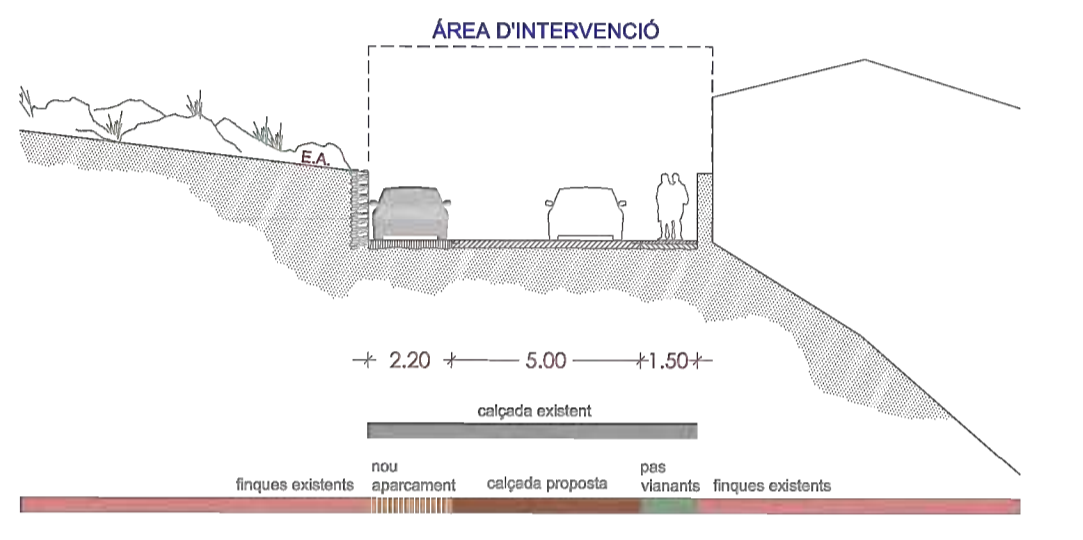 ÁREA D'INTERVENCIÓ
E.A.
2.20 5.00 1.50
calçada existent
finques existents
nou
aparcament
calçada proposta
pas
vianants
finques existents